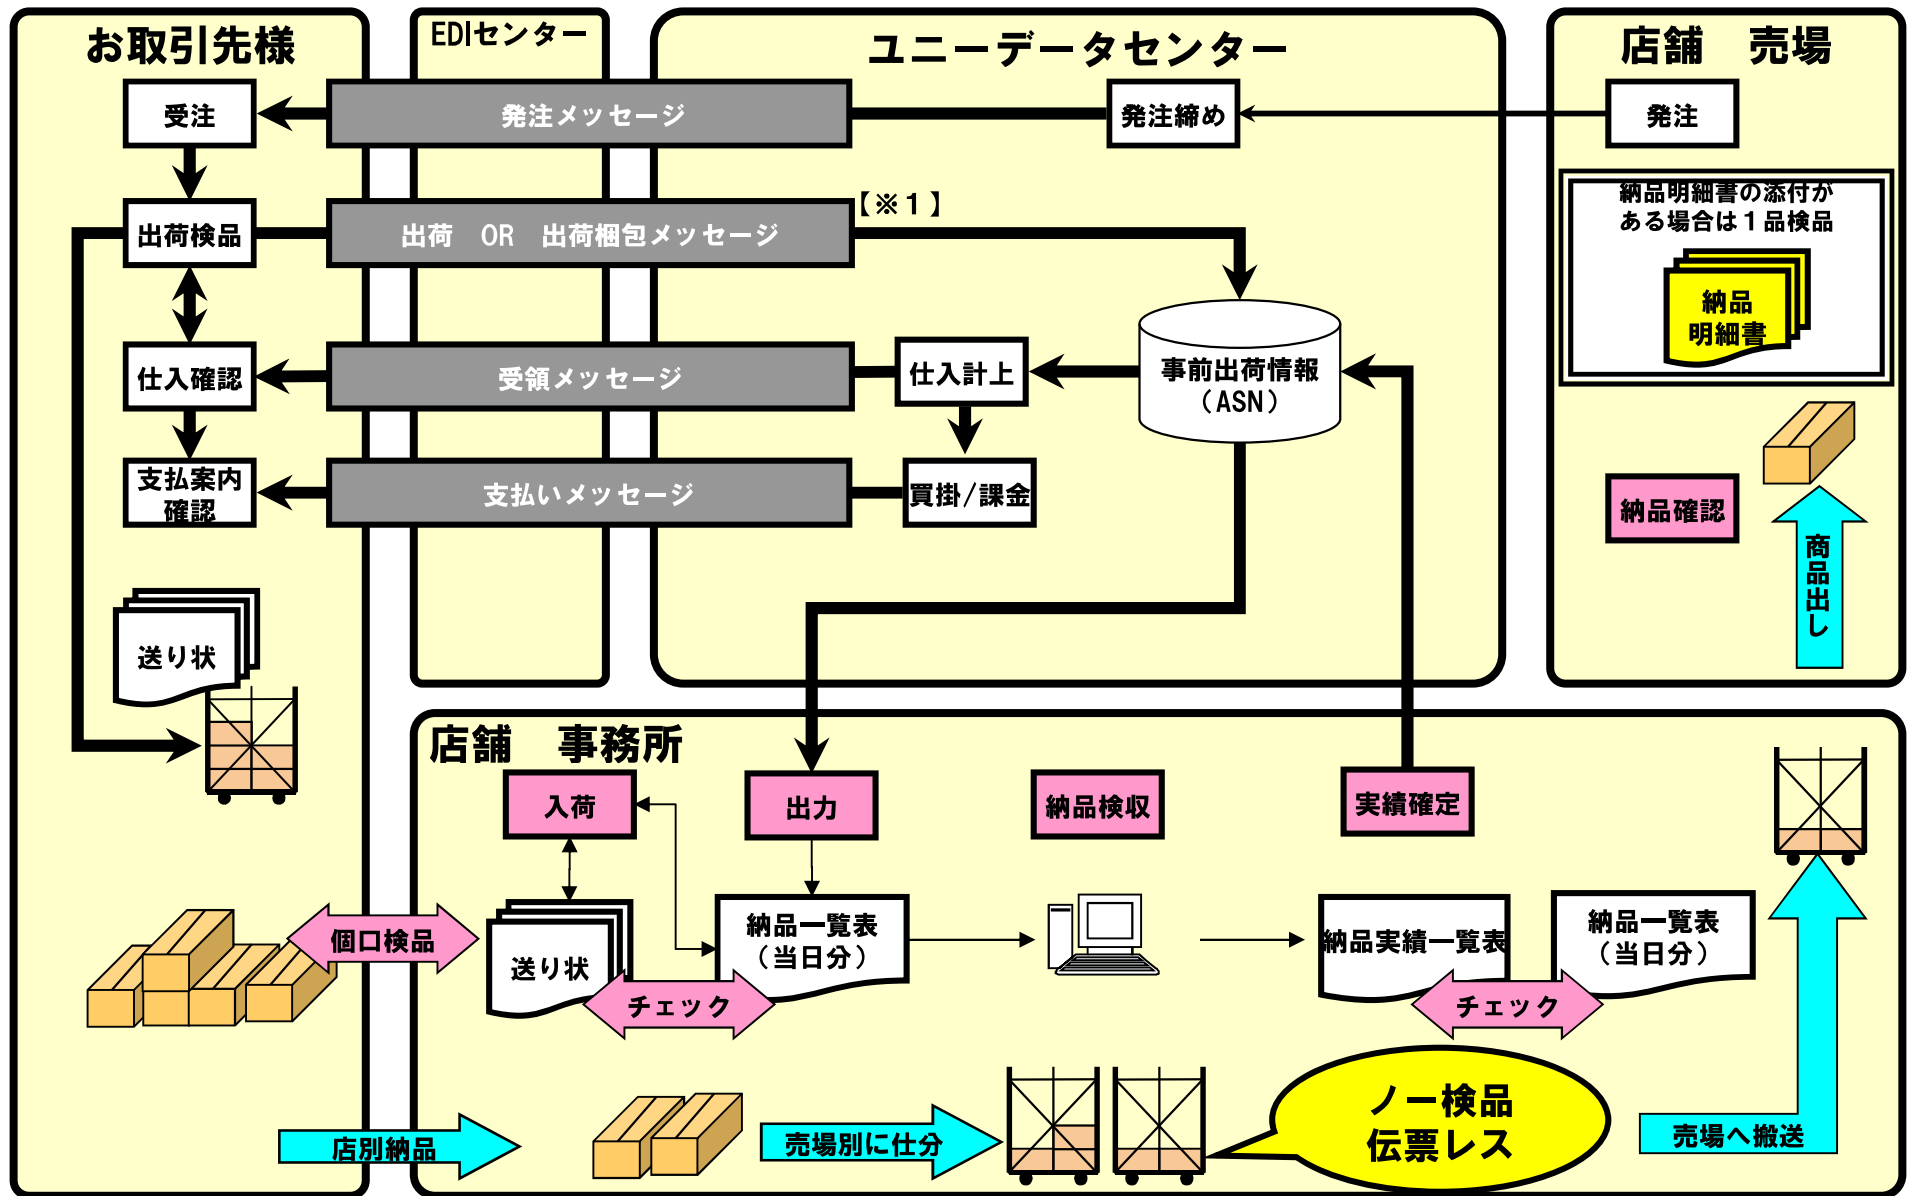 お取引先様
EDIセンター
ユニーデータセンター
店舗　売場
受注
発注メッセージ
発注締め
発注
出荷検品
出荷　OR　出荷梱包メッセージ
【※１】
納品明細書の添付が
ある場合は１品検品
納品
明細書
仕入確認
受領メッセージ
仕入計上
事前出荷情報
（ASN）
支払案内
確認
支払いメッセージ
買掛/課金
納品確認
商品出し
送り状
店舗　事務所
入荷
出力
納品検収
実績確定
個口検品
送り状
納品一覧表
（当日分）
チェック
納品実績一覧表
納品一覧表
（当日分）
チェック
店別納品
売場別に仕分
ノー検品
伝票レス
売場へ搬送